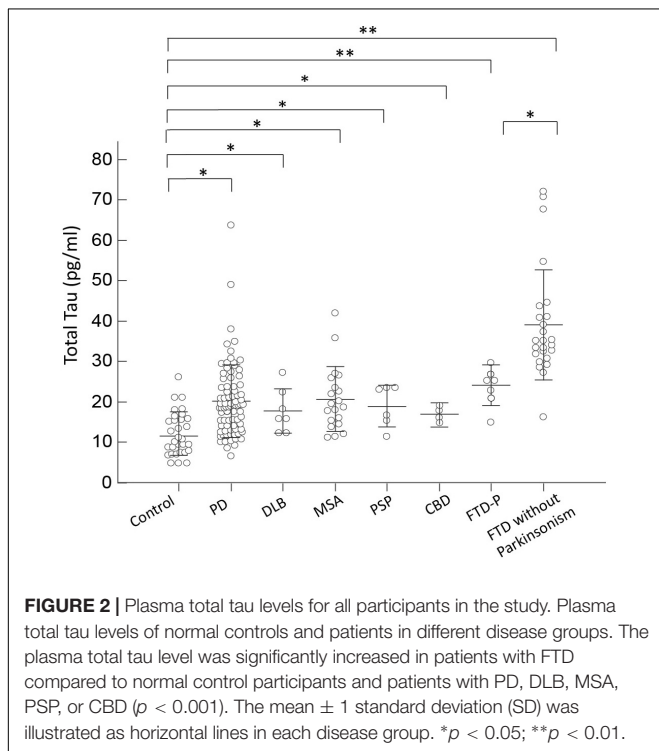 **
**
*
*
*
*
*
*
80
70
60
50
40
30
20
10
0
Total Tau (pg/ml)
Control
PD
DLB
MSA
PSP
CBD
FTD-P
FTD without
Parkinsonism
FIGURE 2 | Plasma total tau levels for all participants in the study. Plasma
total tau levels of normal controls and patients in different disease groups. The
plasma total tau level was significantly increased in patients with FTD
compared to normal control participants and patients with PD, DLB, MSA,
PSP, or CBD (p < 0.001). The mean ± 1 standard deviation (SD) was
illustrated as horizontal lines in each disease group. *p < 0.05; **p < 0.01.